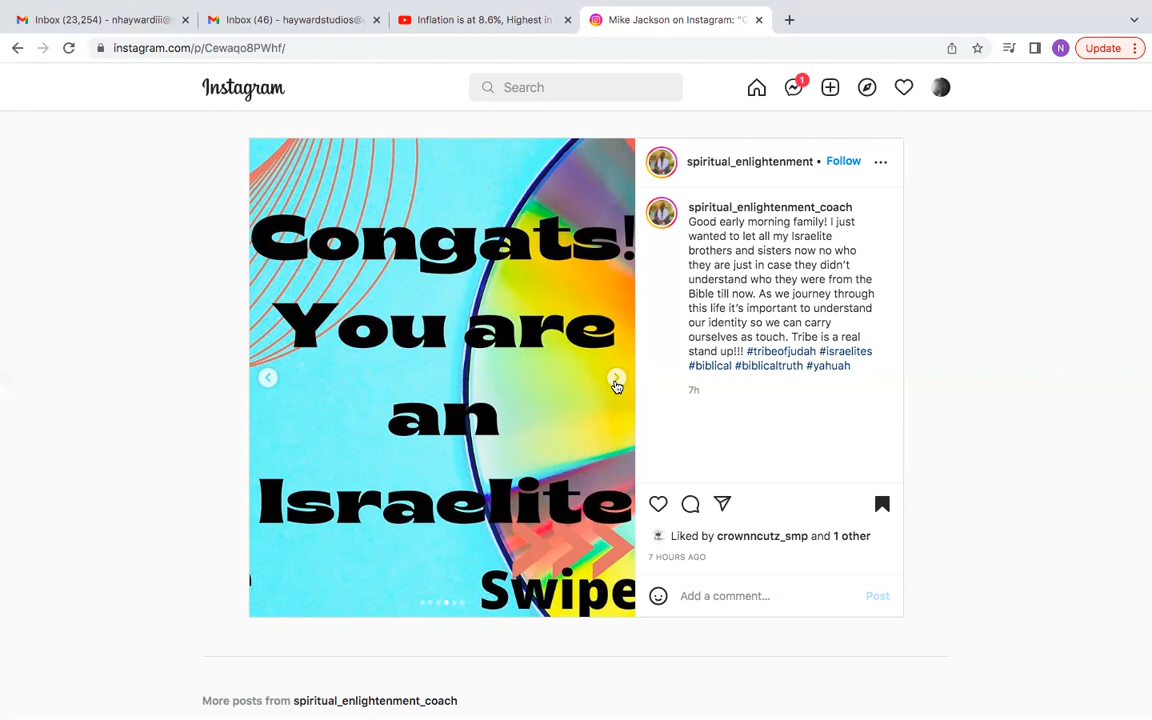 Inbox (23,254) - nhaywardiii@
Inbox (46) - haywardstudios@
Inflation is at 8.6%, Highest in
Mike Jackson on Instagram: “C
instagram.com/p/Cewaqo8PWhf/
N
Update
Instagram
Search
1
Congats!
You are
an
Israelite
Swipe
spiritual_enlightenment • Follow
spiritual_enlightenment_coach
Good early morning family! I just
wanted to let all my Israelite
brothers and sisters now no who
they are just in case they didn’t
understand who they were from the
Bible till now. As we journey through
this life it’s important to understand
our identity so we can carry
ourselves as touch. Tribe is a real
stand up!!! #tribeofjudah #israelites
#biblical #biblicaltruth #yahuah
7h
Liked by crownncutz_smp and 1 other
7 HOURS AGO
Add a comment...
Post
More posts from spiritual_enlightenment_coach